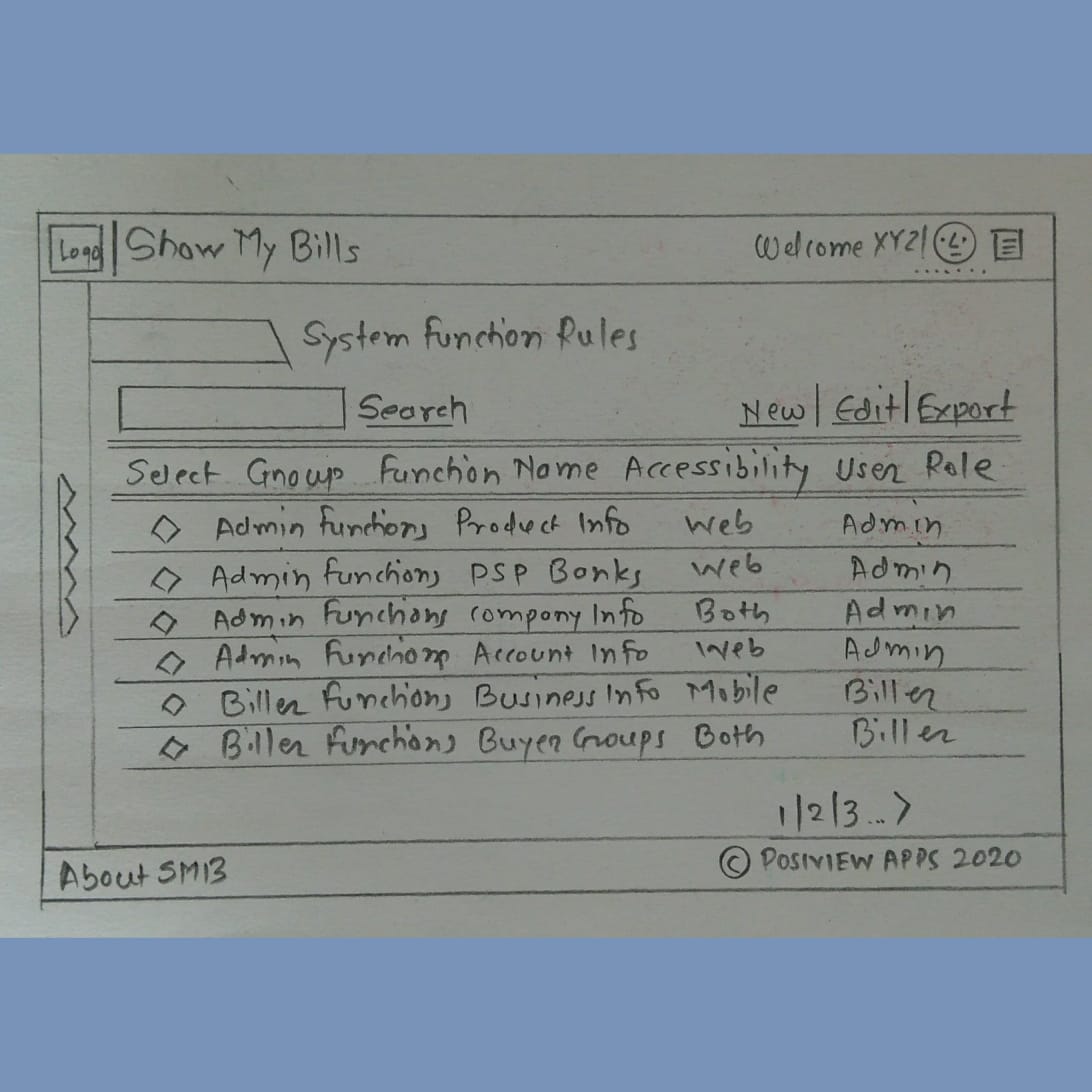 Logo | Show My Bills Welcome XYZ |
System Function Rules
Search New | Edit | Export
Select Group Function Name Accessibility User Role
Admin Functions Product Info Web Admin
Admin Functions PSP Banks Web Admin
Admin Functions Company Info Both Admin
Admin Functions Account Info Web Admin
Biller Functions Business Info Mobile Biller
Biller Functions Buyer Groups Both Biller
1/2/3...>
About SMB © POSIVIEW APPS 2020